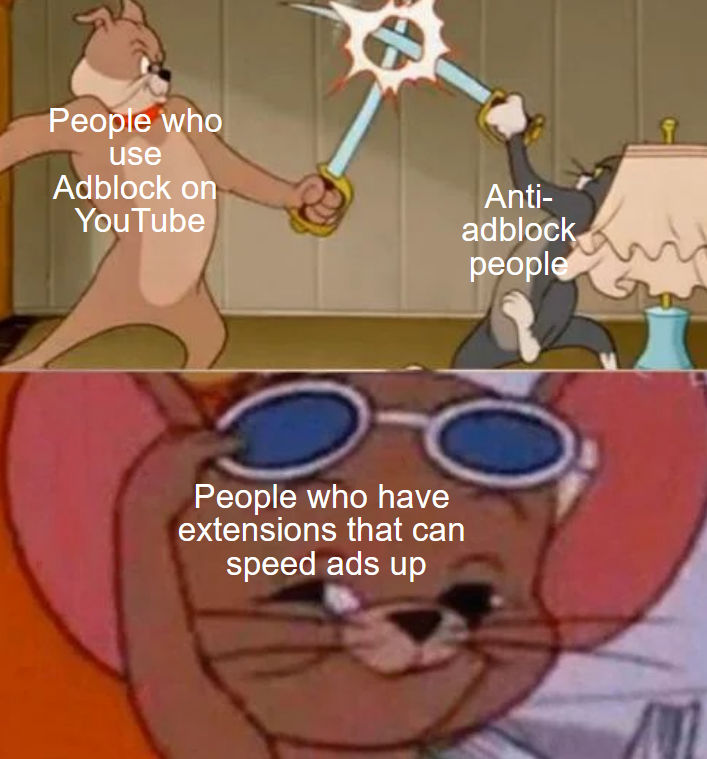 People who
use
Adblock on
YouTube
Anti-
adblock
people
People who have
extensions that can
speed ads up